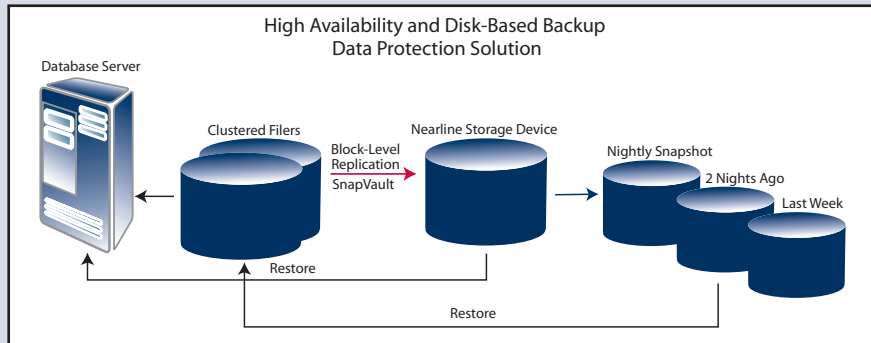 High Availability and Disk-Based Backup
Data Protection Solution
Database Server
Clustered Filers
Block-Level
Replication
SnapVault
Nearline Storage Device
Nightly Snapshot
2 Nights Ago
Last Week
Restore
Restore